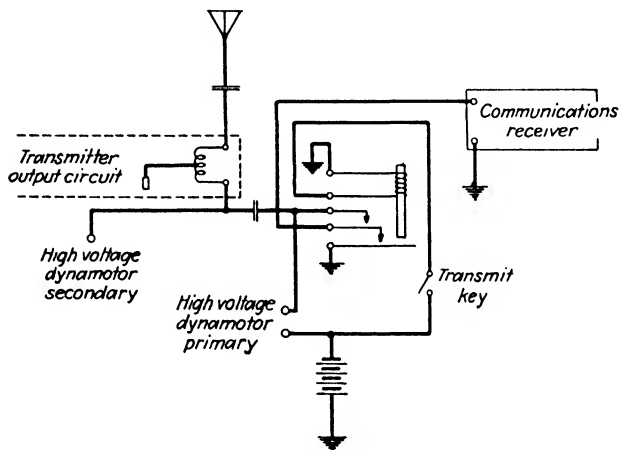 Communications
receiver
Transmitter
output circuit
High voltage
dynamotor
secondary
Transmit
key
High voltage
dynamotor
primary